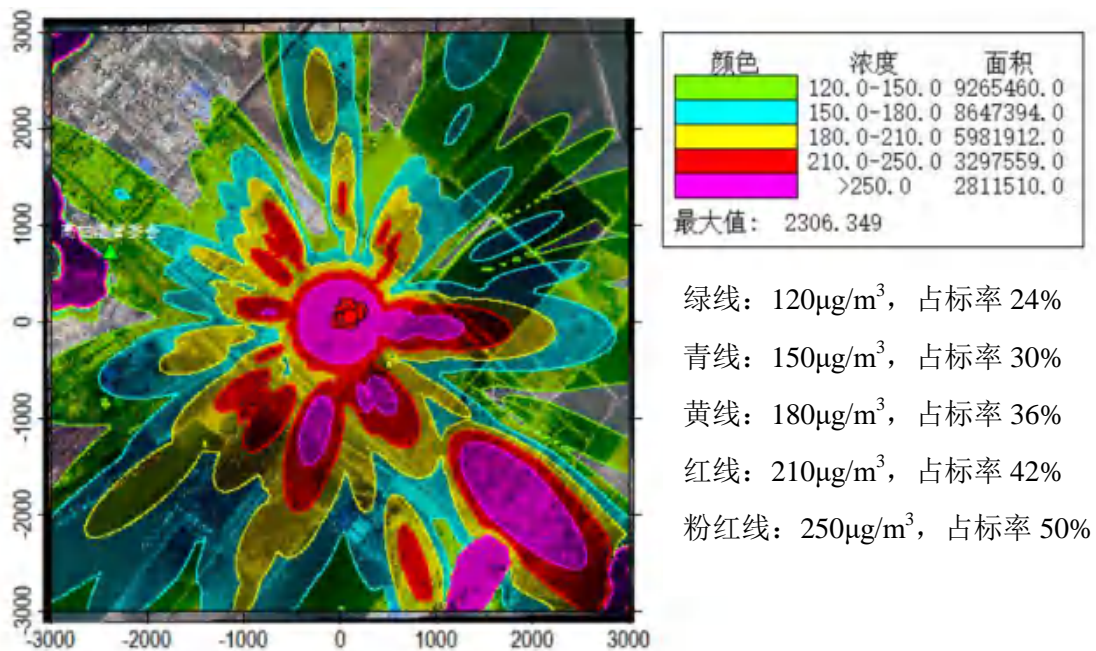 3000
2000
1000
0
-1000
-2000
-3000
-3000 -2000 -1000 0 1000 2000 3000
颜色 浓度 面积
120.0-150.0 9265460.0
150.0-180.0 8647394.0
180.0-210.0 5981912.0
210.0-250.0 3297559.0
>250.0 2811510.0
最大值: 2306.349
绿线:120μg/m³,占标率 24%
青线:150μg/m³,占标率 30%
黄线:180μg/m³,占标率 36%
红线:210μg/m³,占标率 42%
粉红线:250μg/m³,占标率 50%